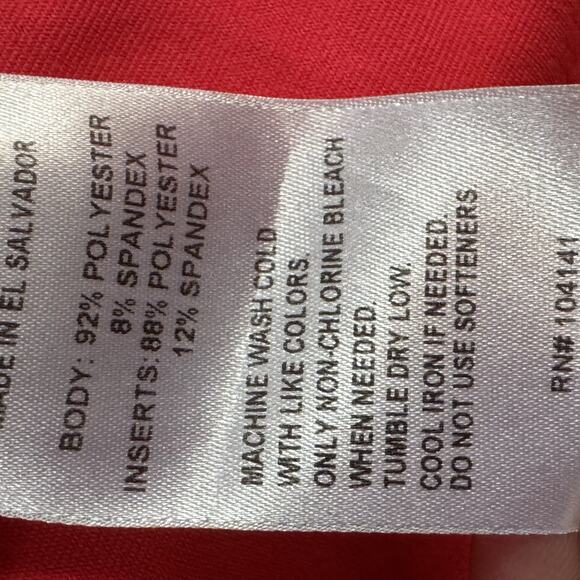 MADE IN EL SALVADOR
BODY: 92% POLYESTER
8% SPANDEX
INSERTS: 88% POLYESTER
12% SPANDEX
MACHINE WASH COLD
WITH LIKE COLORS.
ONLY NON-CHLORINE BLEACH
WHEN NEEDED.
TUMBLE DRY LOW.
COOL IRON IF NEEDED.
DO NOT USE SOFTENERS
RN# 104141